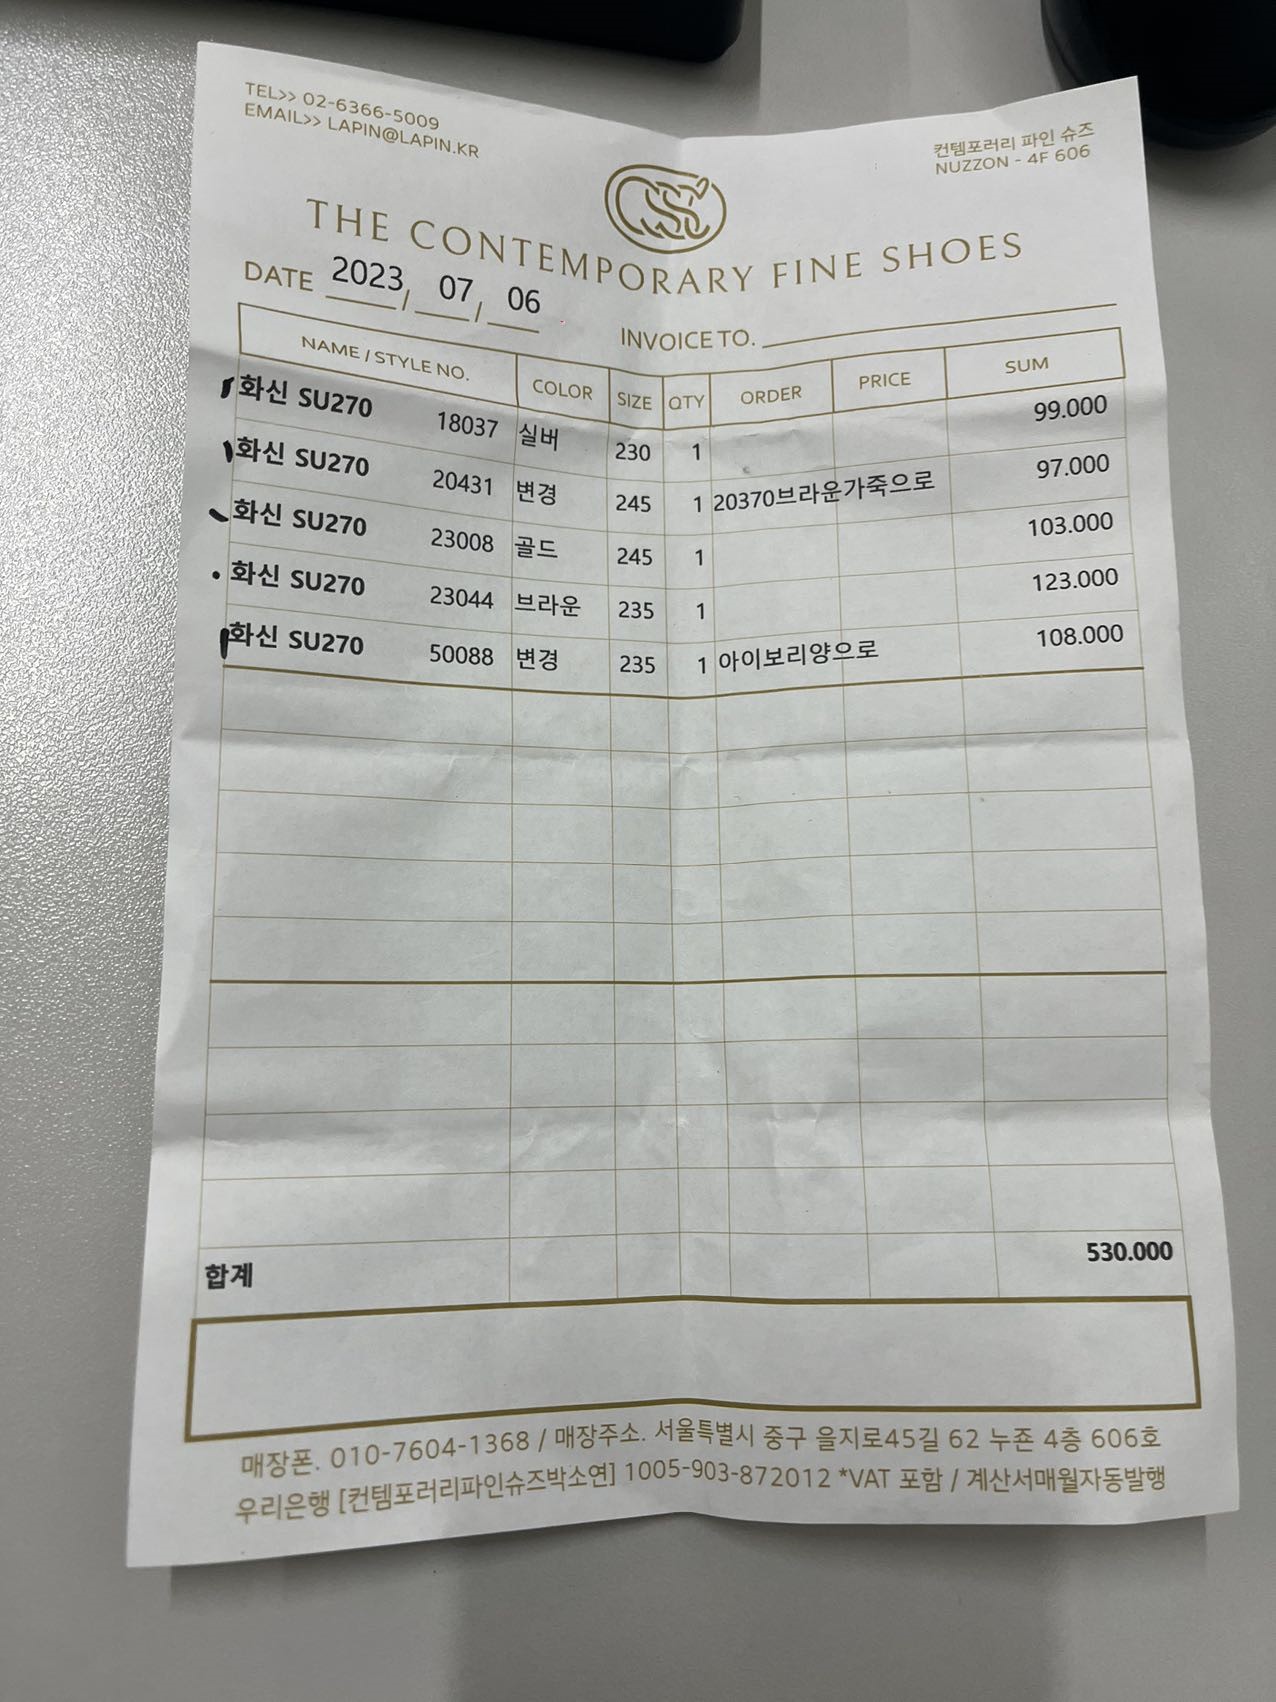 TEL>> 02-6366-5009
EMAIL>> LAPIN@LAPIN.KR
컨템포러리 파인 슈즈
NUZZON - 4F 606
THE CONTEMPORARY FINE SHOES
DATE 2023/ 07/ 06
INVOICE TO.
NAME / STYLE NO. COLOR SIZE QTY ORDER PRICE SUM
화신 SU270 18037 실버 230 1 99.000
화신 SU270 20431 변경 245 1 20370브라운가죽으로 97.000
화신 SU270 23008 골드 245 1 103.000
화신 SU270 23044 브라운 235 1 123.000
화신 SU270 50088 변경 235 1 아이보리양으로 108.000
합계 530.000
매장폰. 010-7604-1368 / 매장주소. 서울특별시 중구 을지로45길 62 누죤 4층 606호
우리은행 [컨템포러리파인슈즈박소연] 1005-903-872012 *VAT 포함 / 계산서매월자동발행